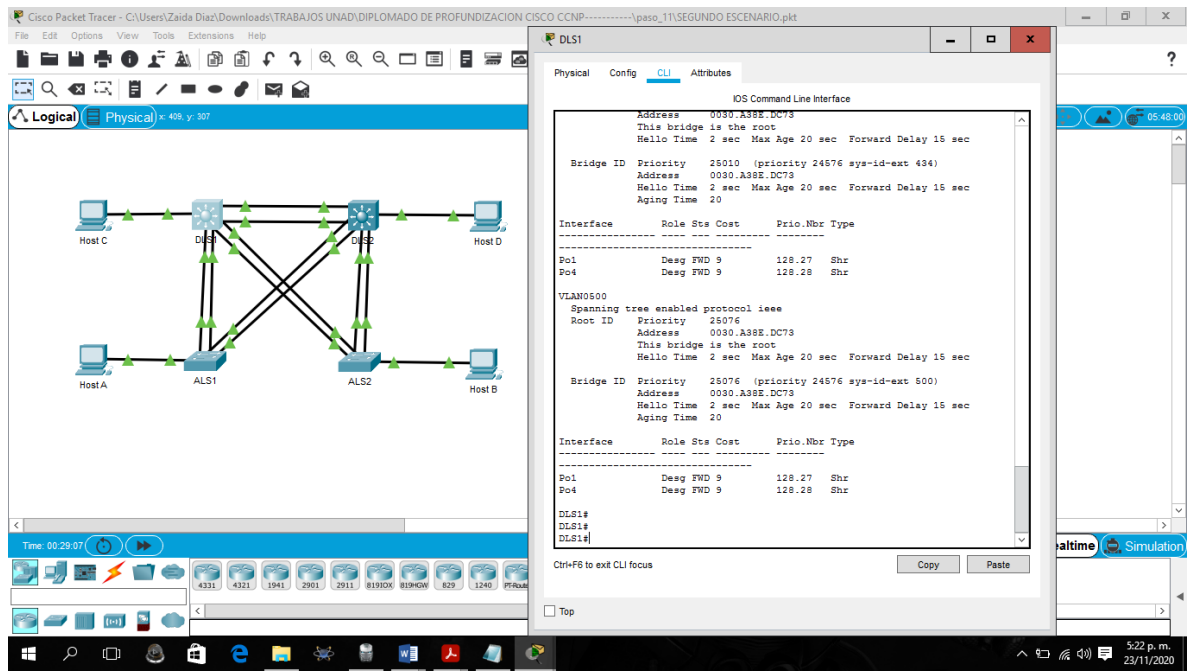 Cisco Packet Tracer - C:\Users\Zaida Diaz\Downloads\TRABAJOS UNAD\DIPLOMADO DE PROFUNDIZACION CISCO CCNP-----------\paso_11\SEGUNDO ESCENARIO.pkt
File Edit Options View Tools Extensions Help
?
Logical Physical x: 409, y: 307
05:48:00
Host C
DLS1
DLS2
Host D
Host A
ALS1
ALS2
Host B
DLS1
Physical Config CLI Attributes
IOS Command Line Interface
Address 0030.A38E.DC73
This bridge is the root
Hello Time 2 sec Max Age 20 sec Forward Delay 15 sec
Bridge ID Priority 25010 (priority 24576 sys-id-ext 434)
Address 0030.A38E.DC73
Hello Time 2 sec Max Age 20 sec Forward Delay 15 sec
Aging Time 20
Interface Role Sts Cost Prio.Nbr Type
---------------- ---- --- --------- -------- 
--------------------------------
Po1 Desg FWD 9 128.27 Shr
Po4 Desg FWD 9 128.28 Shr
VLAN0500
Spanning tree enabled protocol ieee
Root ID Priority 25076
Address 0030.A38E.DC73
This bridge is the root
Hello Time 2 sec Max Age 20 sec Forward Delay 15 sec
Bridge ID Priority 25076 (priority 24576 sys-id-ext 500)
Address 0030.A38E.DC73
Hello Time 2 sec Max Age 20 sec Forward Delay 15 sec
Aging Time 20
Interface Role Sts Cost Prio.Nbr Type
---------------- ---- --- --------- -------- 
--------------------------------
Po1 Desg FWD 9 128.27 Shr
Po4 Desg FWD 9 128.28 Shr
DLS1#
DLS1#
DLS1#
Ctrl+F6 to exit CLI focus
Copy Paste
Top
Time: 00:29:07
ealtime Simulation
4331 4321 1941 2901 2911 819IOX 819HGW 829 1240 PT-Route
5:22 p. m.
23/11/2020